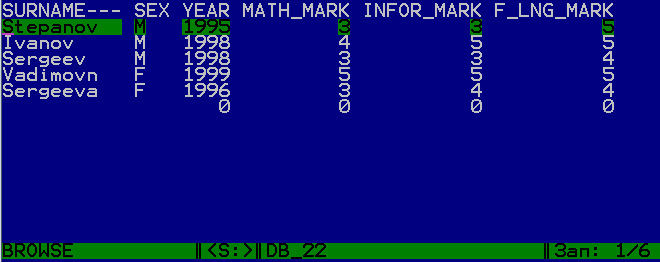 SURNAME--- SEX YEAR MATH_MARK INFOR_MARK F_LNG_MARK
Stepanov M 1995 3 3 5
Ivanov M 1998 4 5 5
Sergeev M 1998 3 3 4
Vadimovn F 1999 5 5 5
Sergeeva F 1996 3 4 4
0 0 0 0
BROWSE ║<S:>║DB_22 ║Зап: 1/6